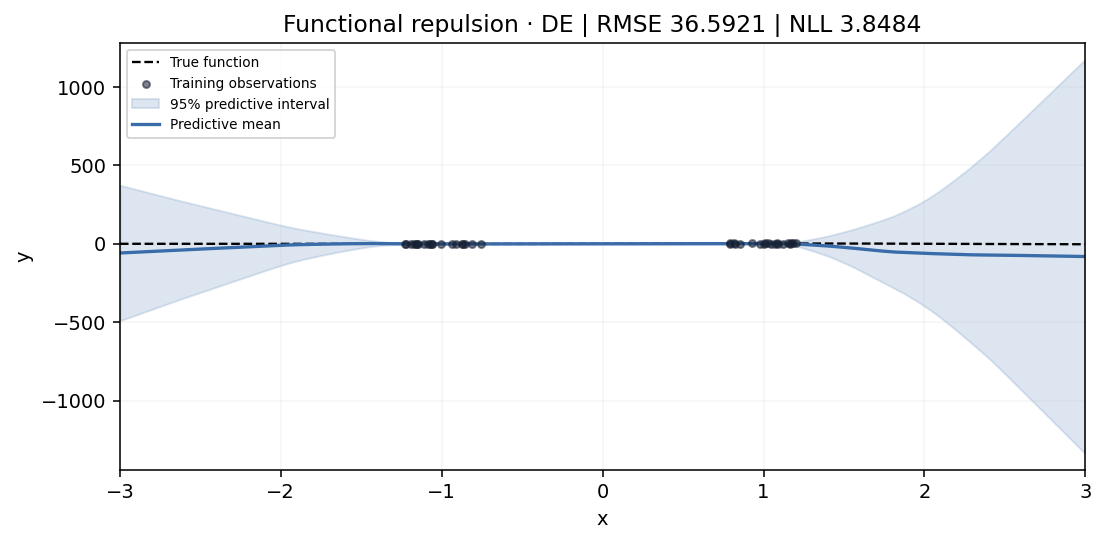 Functional repulsion · DE | RMSE 36.5921 | NLL 3.8484
True function
Training observations
95% predictive interval
Predictive mean
1000
500
0
−500
−1000
y
−3
−2
−1
0
1
2
3
x